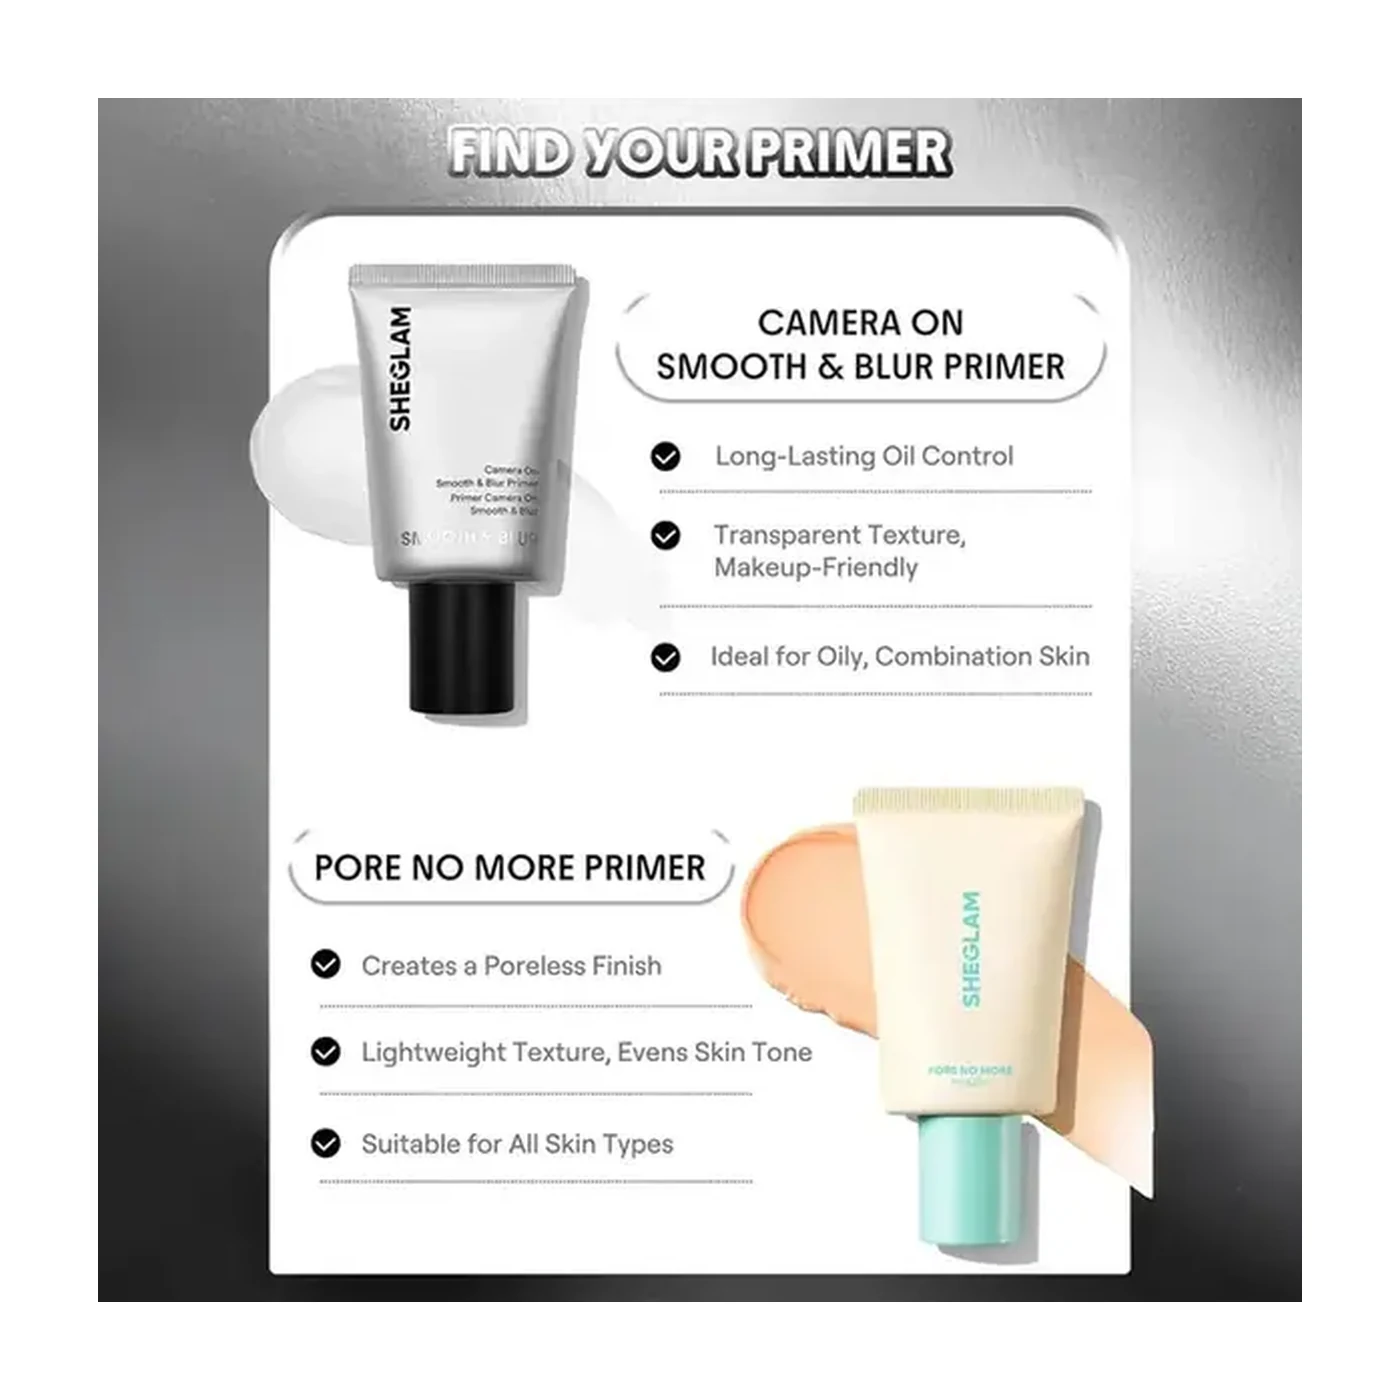 FIND YOUR PRIMER
SHEGLAM
Camera On
Smooth & Blur Primer
Primer Camera On
Smooth & Blur
SMOOTH & BLUR
CAMERA ON
SMOOTH & BLUR PRIMER
Long-Lasting Oil Control
Transparent Texture,
Makeup-Friendly
Ideal for Oily, Combination Skin
PORE NO MORE PRIMER
Creates a Poreless Finish
Lightweight Texture, Evens Skin Tone
Suitable for All Skin Types
SHEGLAM
PORE NO MORE